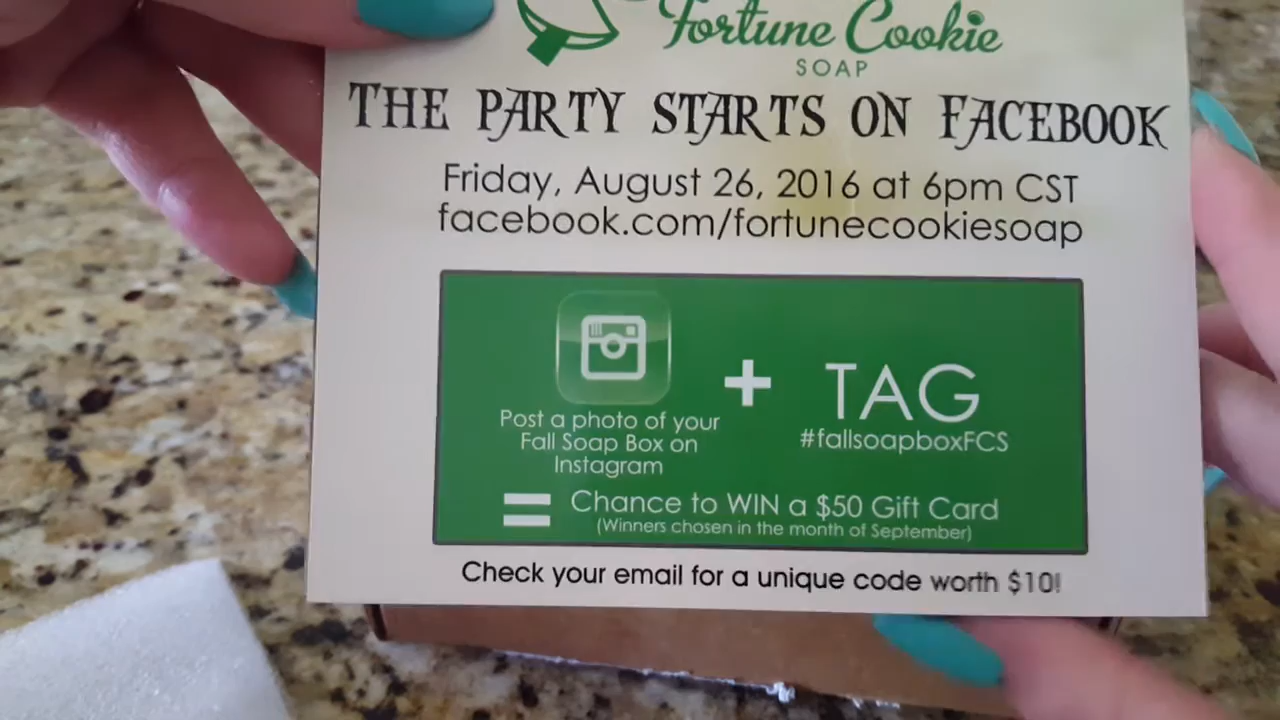 Fortune Cookie
SOAP
THE PARTY STARTS ON FACEBOOK
Friday, August 26, 2016 at 6pm CST
facebook.com/fortunecookiesoap
Post a photo of your
Fall Soap Box on
Instagram
+
TAG
#fallsoapboxFCS
= Chance to WIN a $50 Gift Card
(Winners chosen in the month of September)
Check your email for a unique code worth $10!